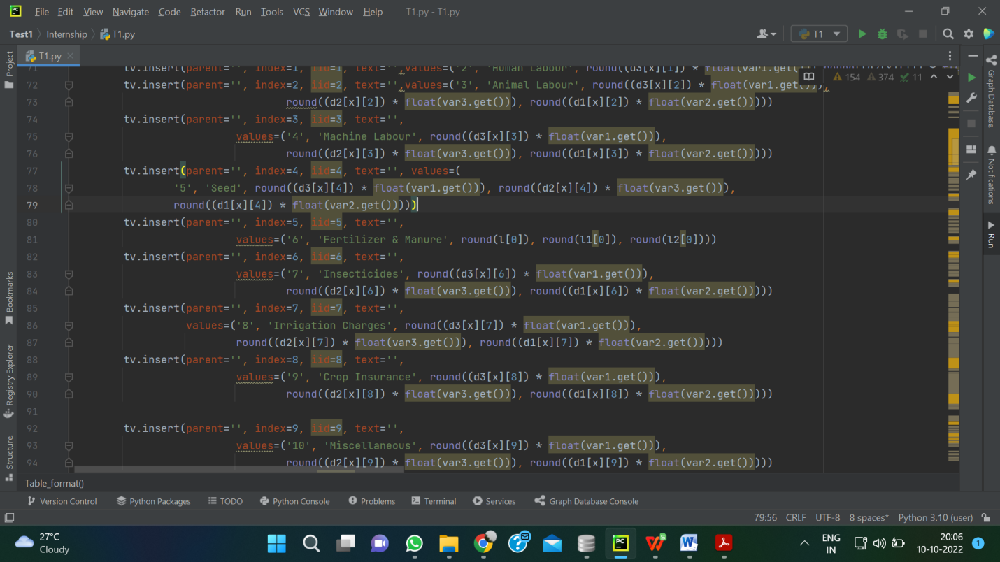 PC File Edit View Navigate Code Refactor Run Tools VCS Window Help T1.py - T1.py
Test1 Internship T1.py T1
T1.py
71 tv.insert(parent='', index=1, iid=1, text='',values=('2', 'Human Labour', round((d3[x][1]) * float(var1.get(
154 374 11
72 tv.insert(parent='', index=2, iid=2, text='',values=('3', 'Animal Labour', round((d3[x][2]) * float(var1.get()),
73 round((d2[x][2]) * float(var3.get())), round((d1[x][2]) * float(var2.get()))))
74 tv.insert(parent='', index=3, iid=3, text='',
75 values=('4', 'Machine Labour', round((d3[x][3]) * float(var1.get())),
76 round((d2[x][3]) * float(var3.get())), round((d1[x][3]) * float(var2.get()))))
77 tv.insert(parent='', index=4, iid=4, text='', values=(
78 '5', 'Seed', round((d3[x][4]) * float(var1.get())), round((d2[x][4]) * float(var3.get())),
79 round((d1[x][4]) * float(var2.get()))))
80 tv.insert(parent='', index=5, iid=5, text='',
81 values=('6', 'Fertilizer & Manure', round(l[0]), round(l1[0]), round(l2[0])))
82 tv.insert(parent='', index=6, iid=6, text='',
83 values=('7', 'Insecticides', round((d3[x][6]) * float(var1.get())),
84 round((d2[x][6]) * float(var3.get())), round((d1[x][6]) * float(var2.get()))))
85 tv.insert(parent='', index=7, iid=7, text='',
86 values=('8', 'Irrigation Charges', round((d3[x][7]) * float(var1.get())),
87 round((d2[x][7]) * float(var3.get())), round((d1[x][7]) * float(var2.get()))))
88 tv.insert(parent='', index=8, iid=8, text='',
89 values=('9', 'Crop Insurance', round((d3[x][8]) * float(var1.get())),
90 round((d2[x][8]) * float(var3.get())), round((d1[x][8]) * float(var2.get()))))
91
92 tv.insert(parent='', index=9, iid=9, text='',
93 values=('10', 'Miscellaneous', round((d3[x][9]) * float(var1.get())),
94 round((d2[x][9]) * float(var3.get())), round((d1[x][9]) * float(var2.get()))))
Project
Bookmarks
Registry Explorer
Structure
Graph Database
Notifications
Run
Table_format()
Version Control Python Packages TODO Python Console Problems Terminal Services Graph Database Console
79:56 CRLF UTF-8 8 spaces* Python 3.10 (user)
27°C
Cloudy
ENG
IN
20:06
10-10-2022
1